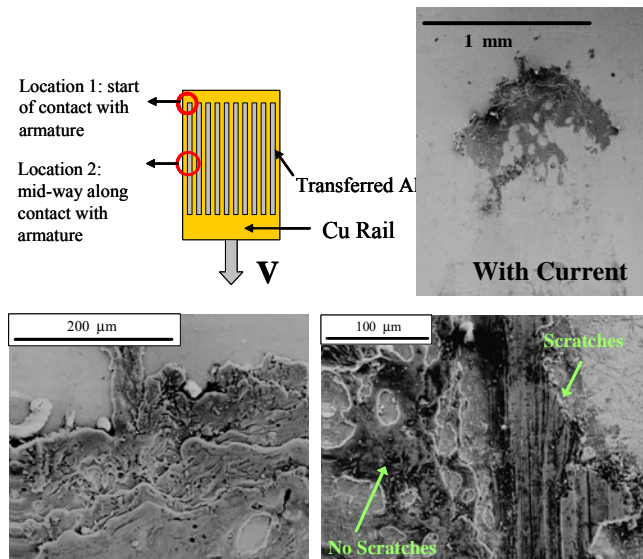 Location 1: start
of contact with
armature
Location 2:
mid-way along
contact with
armature
Transferred Al
Cu Rail
V
1 mm
With Current
200 µm
100 µm
Scratches
No Scratches